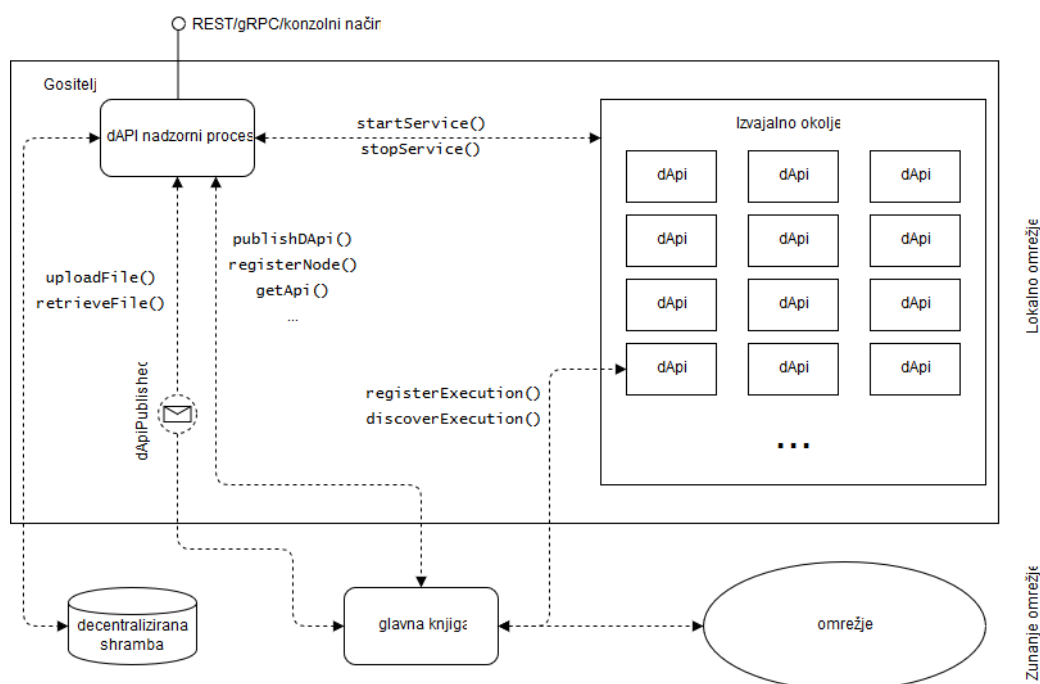 REST/gRPC/konzolni način
Gositelj
dAPI nadzorni proces
startService()
stopService()
Izvajalno okolje
dApi dApi dApi
dApi dApi dApi
dApi dApi dApi
dApi dApi dApi
...
publishDApi()
registerNode()
getApi()
...
uploadFile()
retrieveFile()
dApiPublished
registerExecution()
discoverExecution()
Lokalno omrežje
decentralizirana
shramba
glavna knjiga
omrežje
Zunanje omrežje